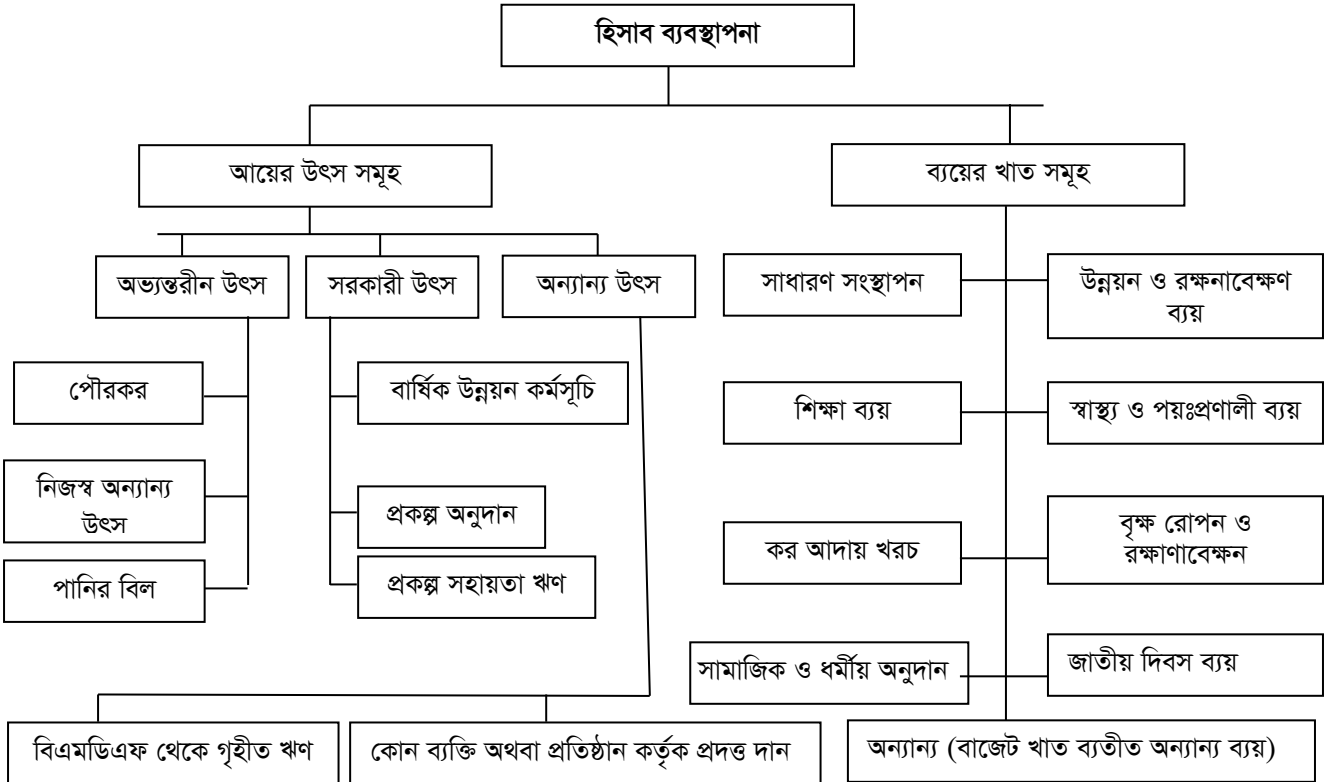 হিসাব ব্যবস্থাপনা
আয়ের উৎস সমূহ
ব্যয়ের খাত সমূহ
অভ্যন্তরীন উৎস
সরকারী উৎস
অন্যান্য উৎস
সাধারণ সংস্থাপন
উন্নয়ন ও রক্ষনাবেক্ষণ
ব্যয়
পৌরকর
বার্ষিক উন্নয়ন কর্মসূচি
শিক্ষা ব্যয়
স্বাস্থ্য ও পয়ঃপ্রণালী ব্যয়
নিজস্ব অন্যান্য
উৎস
প্রকল্প অনুদান
কর আদায় খরচ
বৃক্ষ রোপন ও
রক্ষাণাবেক্ষন
পানির বিল
প্রকল্প সহায়তা ঋণ
সামাজিক ও ধর্মীয় অনুদান
জাতীয় দিবস ব্যয়
বিএমডিএফ থেকে গৃহীত ঋণ
কোন ব্যক্তি অথবা প্রতিষ্ঠান কর্তৃক প্রদত্ত দান
অন্যান্য (বাজেট খাত ব্যতীত অন্যান্য ব্যয়)